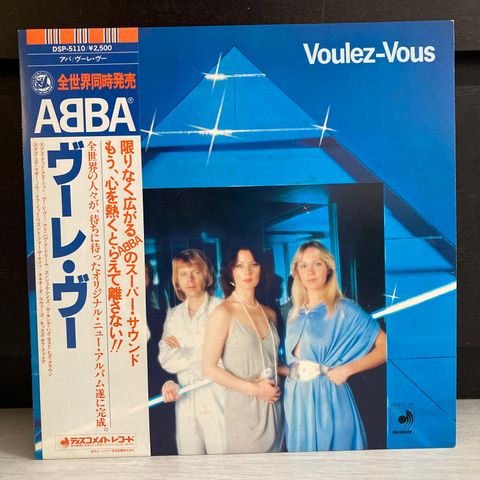 DSP-5110/¥2,500
アバ/ヴーレ・ヴー
全世界同時発売
ABBA®
ヴーレ・ヴー
限りなく広がるABBAのスーパー・サウンド
もう、心を熱くとらえて離さない!!
全世界の人々が、待ちに待ったオリジナル・ニュー・アルバム遂に完成。
ディスコメイトレコード
Voulez-Vous
discomate